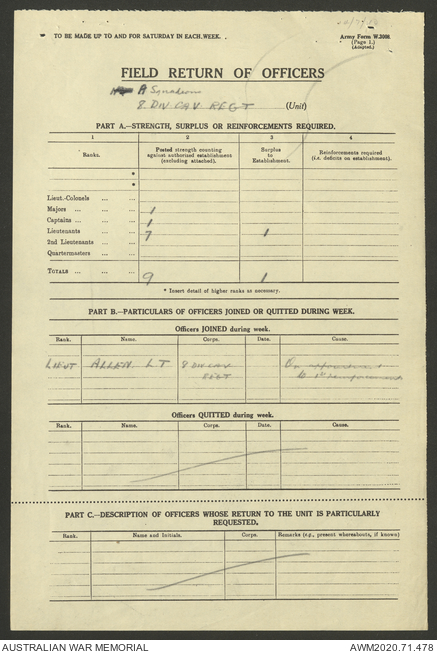 TO BE MADE UP TO AND FOR SATURDAY IN EACH WEEK.
Army Form W.3008.
(Page 1.)
(Adapted.)
FIELD RETURN OF OFFICERS
A Squadron
8 DIV CAV REGT (Unit)
PART A.—STRENGTH, SURPLUS OR REINFORCEMENTS REQUIRED.
1 2 3 4
Ranks. Posted strength counting against authorized establishment (excluding attached). Surplus to Establishment. Reinforcements required (i.e. deficits on establishment).
*
*
Lieut.-Colonels ... ...
Majors ... ... ... 1
Captains ... ... ... 1
Lieutenants ... ... 7 1
2nd Lieutenants ... ...
Quartermasters ... ...
TOTALS ... ... ... 9 1
* Insert detail of higher ranks as necessary.
PART B.—PARTICULARS OF OFFICERS JOINED OR QUITTED DURING WEEK.
Officers JOINED during week.
Rank. Name. Corps. Date. Cause.
LIEUT ALLEN L T 8 DIV CAV
REGT
Officers QUITTED during week.
Rank. Name. Corps. Date. Cause.
PART C.—DESCRIPTION OF OFFICERS WHOSE RETURN TO THE UNIT IS PARTICULARLY
REQUESTED.
Rank. Name and Initials. Corps. Remarks (e.g., present whereabouts, if known)
AUSTRALIAN WAR MEMORIAL AWM2020.71.478